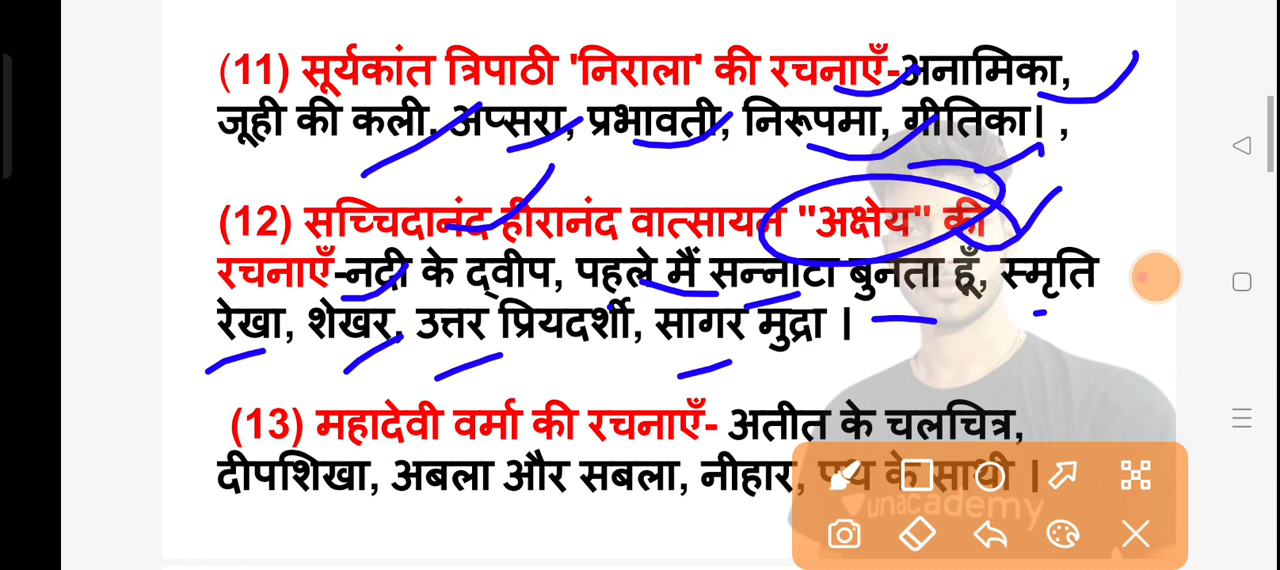 (11) सूर्यकांत त्रिपाठी 'निराला' की रचनाएँ-अनामिका,
जूही की कली. अप्सरा, प्रभावती, निरूपमा, गीतिका। ,
(12) सच्चिदानंद हीरानंद वात्सायन "अक्षेय" की
रचनाएँ-नदी के द्वीप, पहले मैं सन्नाटा बुनता हूँ, स्मृति
रेखा, शेखर, उत्तर प्रियदर्शी, सागर मुद्रा ।
(13) महादेवी वर्मा की रचनाएँ- अतीत के चलचित्र,
दीपशिखा, अबला और सबला, नीहार, पथ के साथी ।
unacademy